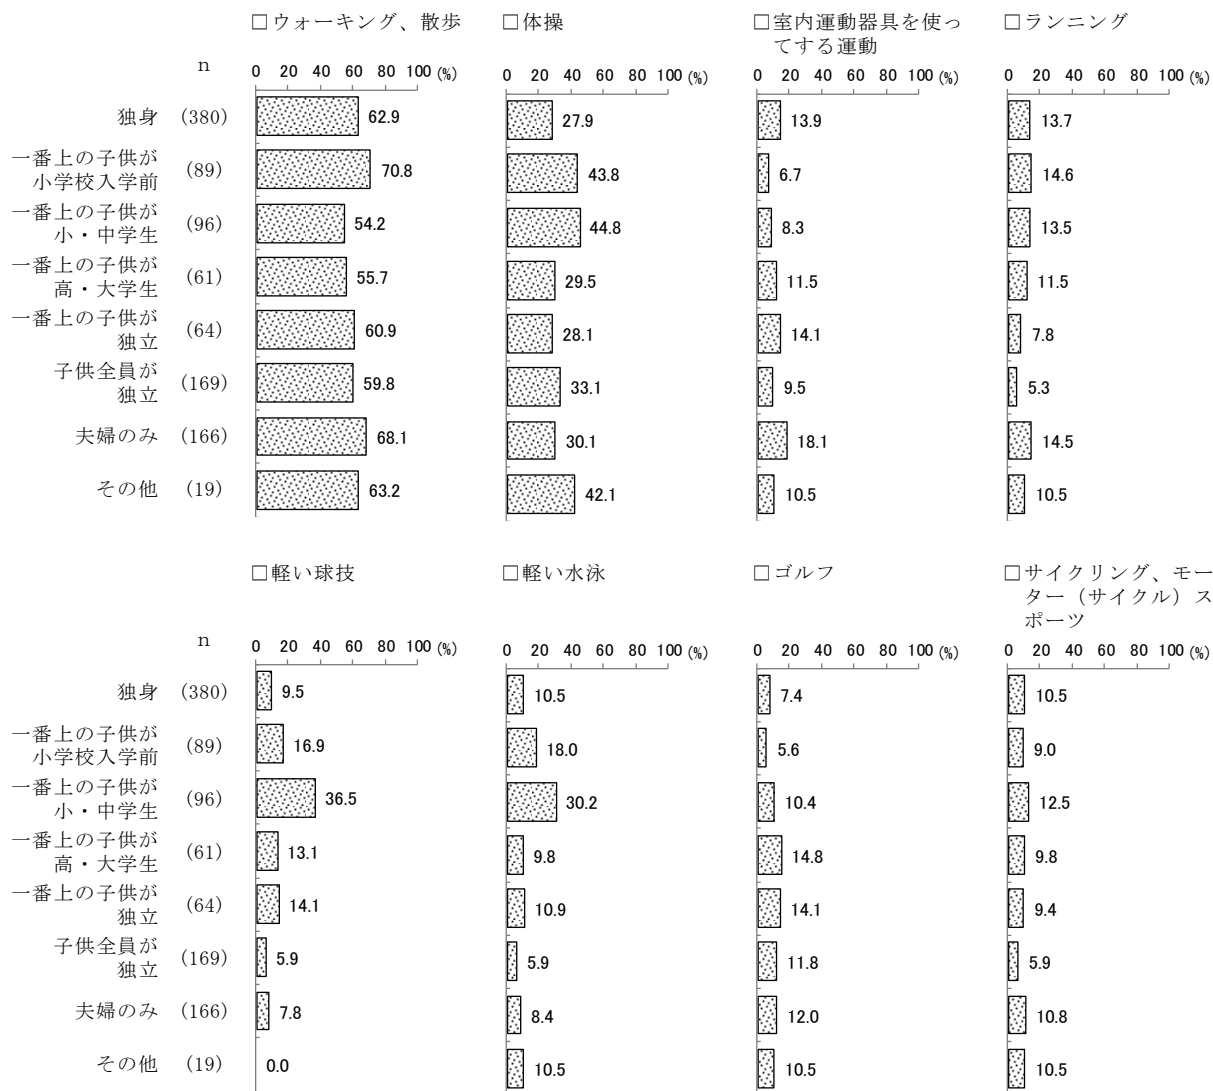 □ウォーキング、散歩 □体操 □室内運動器具を使っ □ランニング
てする運動
n 0 20 40 60 80 100 (%) 0 20 40 60 80 100 (%) 0 20 40 60 80 100 (%) 0 20 40 60 80 100 (%)
独身 (380) 62.9 27.9 13.9 13.7
一番上の子供が
小学校入学前 (89) 70.8 43.8 6.7 14.6
一番上の子供が
小・中学生 (96) 54.2 44.8 8.3 13.5
一番上の子供が
高・大学生 (61) 55.7 29.5 11.5 11.5
一番上の子供が
独立 (64) 60.9 28.1 14.1 7.8
子供全員が
独立 (169) 59.8 33.1 9.5 5.3
夫婦のみ (166) 68.1 30.1 18.1 14.5
その他 (19) 63.2 42.1 10.5 10.5
□軽い球技 □軽い水泳 □ゴルフ □サイクリング、モー
ター（サイクル）ス
ポーツ
n 0 20 40 60 80 100 (%) 0 20 40 60 80 100 (%) 0 20 40 60 80 100 (%) 0 20 40 60 80 100 (%)
独身 (380) 9.5 10.5 7.4 10.5
一番上の子供が
小学校入学前 (89) 16.9 18.0 5.6 9.0
一番上の子供が
小・中学生 (96) 36.5 30.2 10.4 12.5
一番上の子供が
高・大学生 (61) 13.1 9.8 14.8 9.8
一番上の子供が
独立 (64) 14.1 10.9 14.1 9.4
子供全員が
独立 (169) 5.9 5.9 11.8 5.9
夫婦のみ (166) 7.8 8.4 12.0 10.8
その他 (19) 0.0 10.5 10.5 10.5